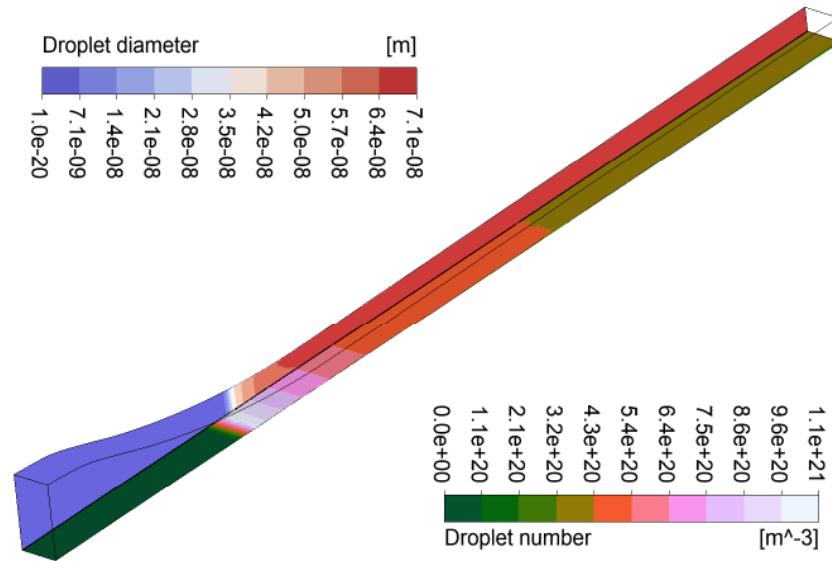 Droplet diameter [m]
1.0e-20
7.1e-09
1.4e-08
2.1e-08
2.8e-08
3.5e-08
4.2e-08
5.0e-08
5.7e-08
6.4e-08
7.1e-08
0.0e+00
1.1e+20
2.1e+20
3.2e+20
4.3e+20
5.4e+20
6.4e+20
7.5e+20
8.6e+20
9.6e+20
1.1e+21
Droplet number [m^-3]